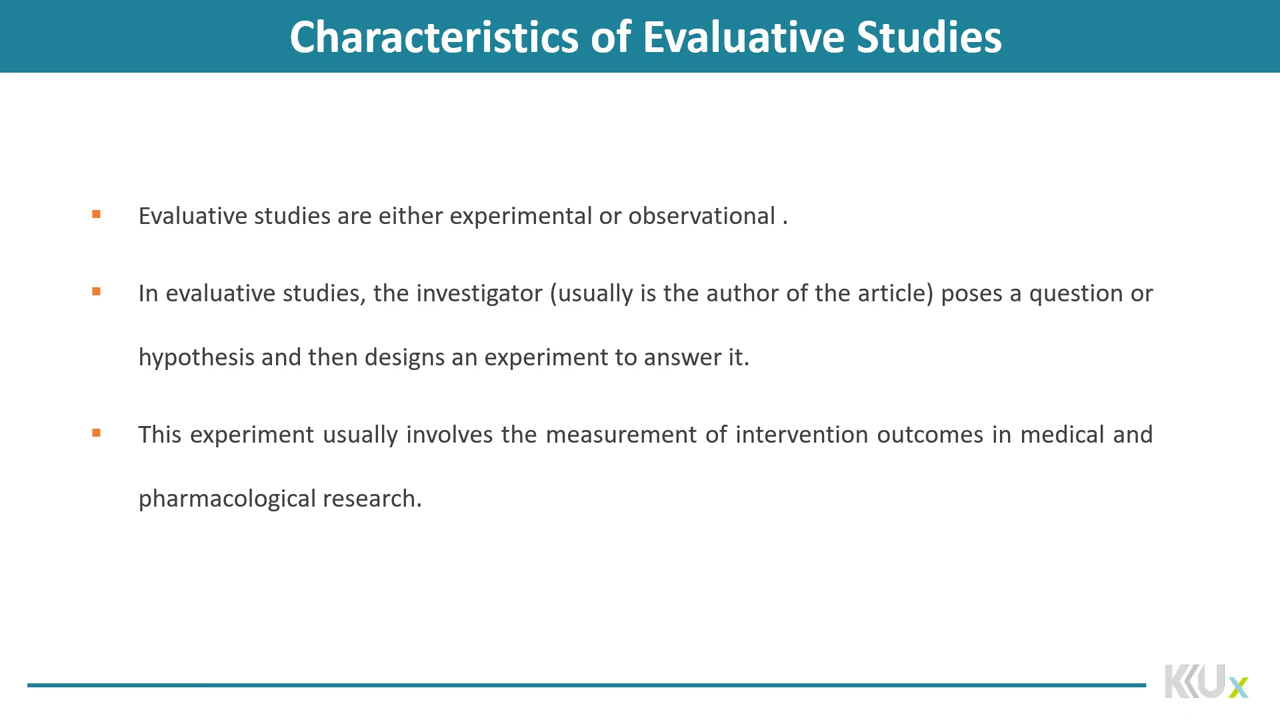 Characteristics of Evaluative Studies
▪ Evaluative studies are either experimental or observational .
▪ In evaluative studies, the investigator (usually is the author of the article) poses a question or
hypothesis and then designs an experiment to answer it.
▪ This experiment usually involves the measurement of intervention outcomes in medical and
pharmacological research.
KKUx